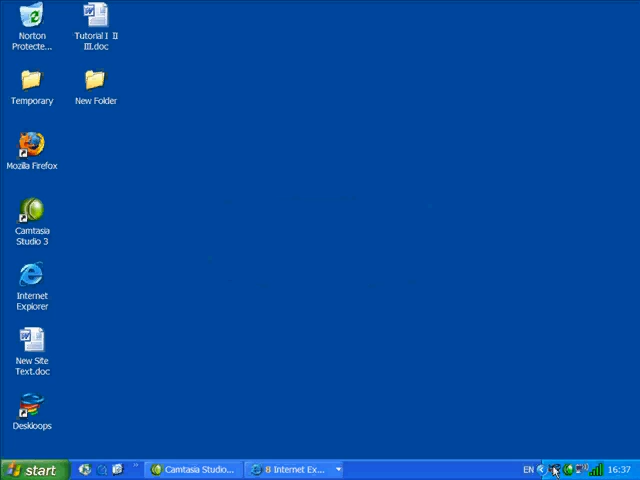 Norton
Protecte...
Tutorial I II
III.doc
Temporary
New Folder
Mozilla Firefox
Camtasia
Studio 3
Internet
Explorer
New Site
Text.doc
Deskloops
start
Camtasia Studio...
8 Internet Ex...
EN
16:37